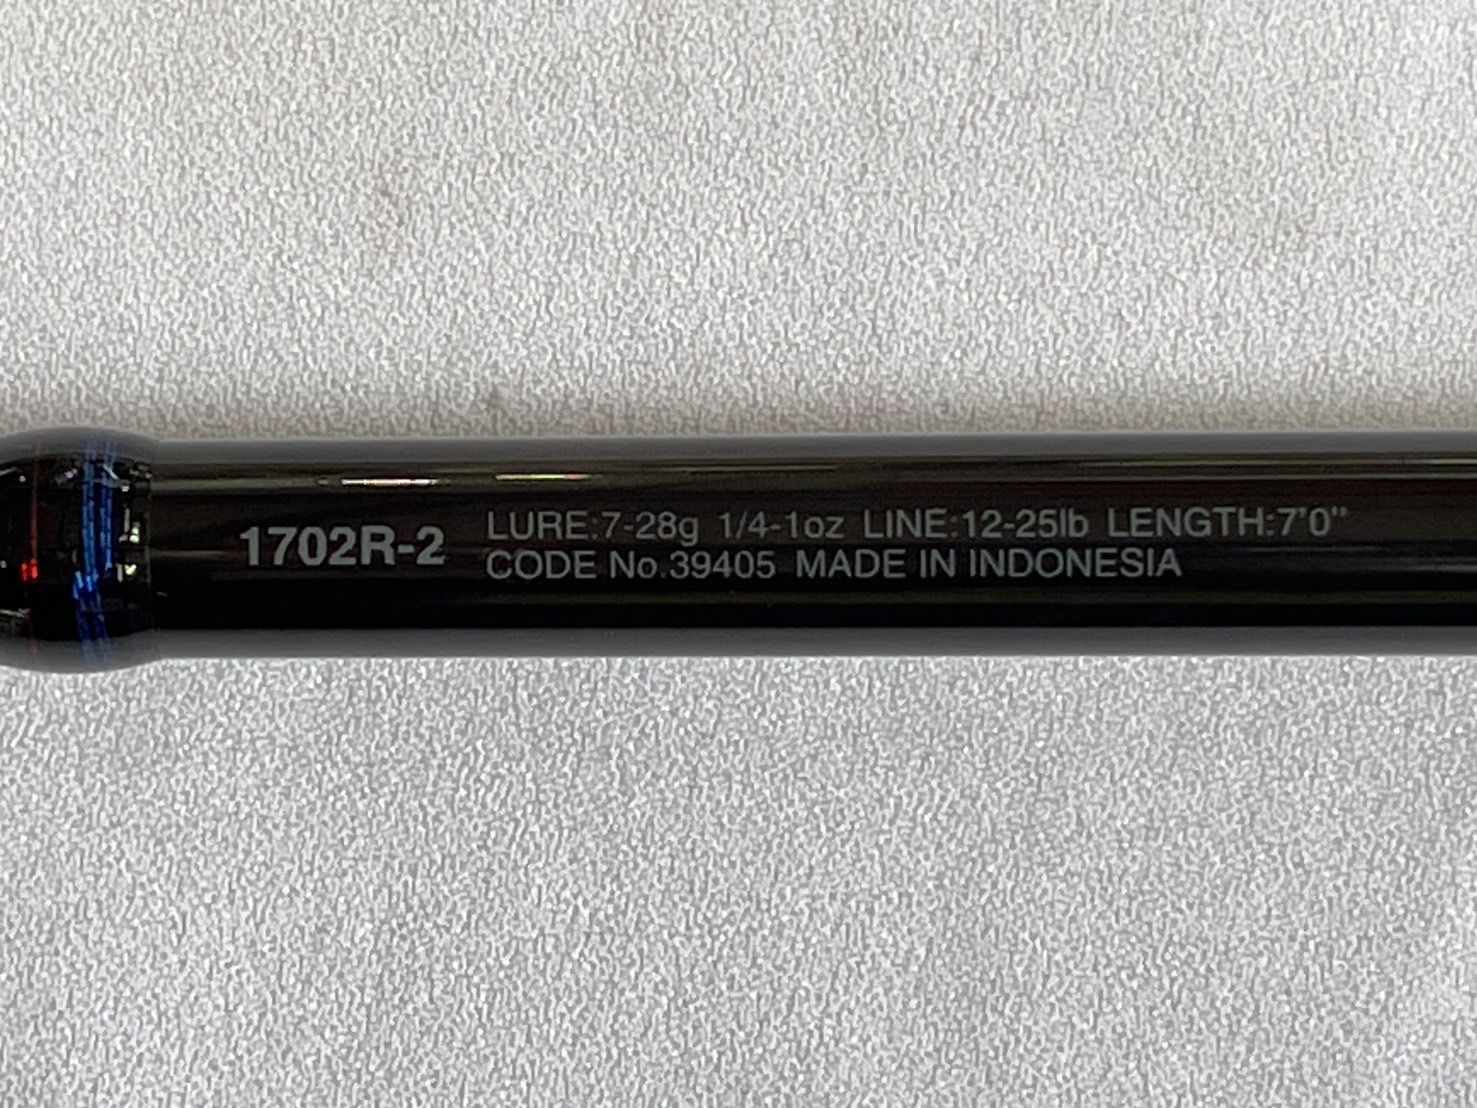 1702R-2
LURE:7-28g 1/4-1oz LINE:12-25lb LENGTH:7'0"
CODE No.39405 MADE IN INDONESIA